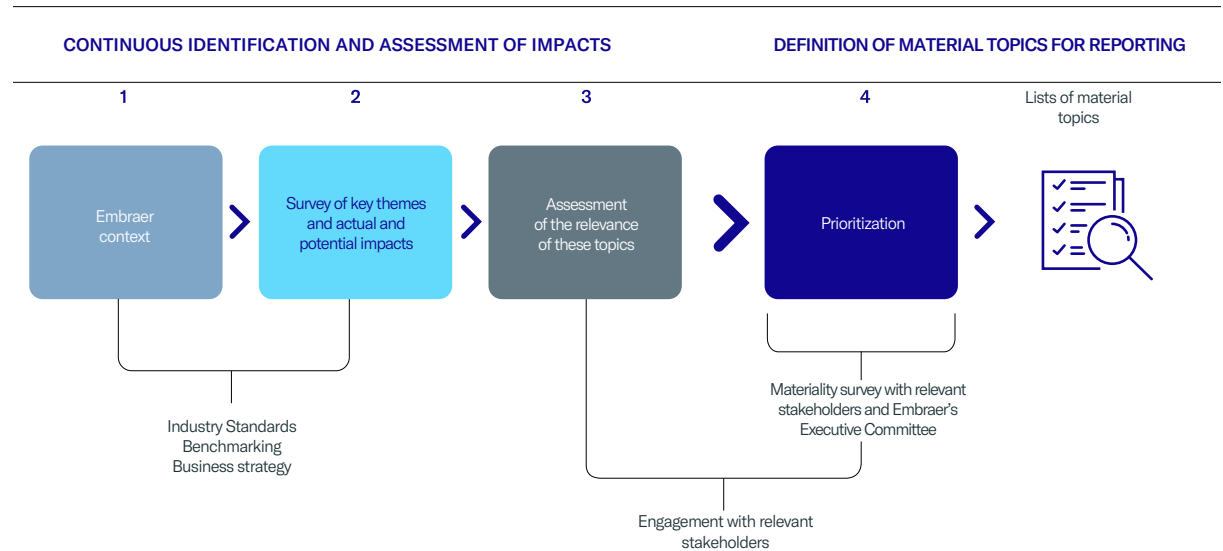 CONTINUOUS IDENTIFICATION AND ASSESSMENT OF IMPACTS
DEFINITION OF MATERIAL TOPICS FOR REPORTING
1
2
3
4
Lists of material
topics
Embraer
context
Survey of key themes
and actual and
potential impacts
Assessment
of the relevance
of these topics
Prioritization
Industry Standards
Benchmarking
Business strategy
Materiality survey with relevant
stakeholders and Embraer's
Executive Committee
Engagement with relevant
stakeholders